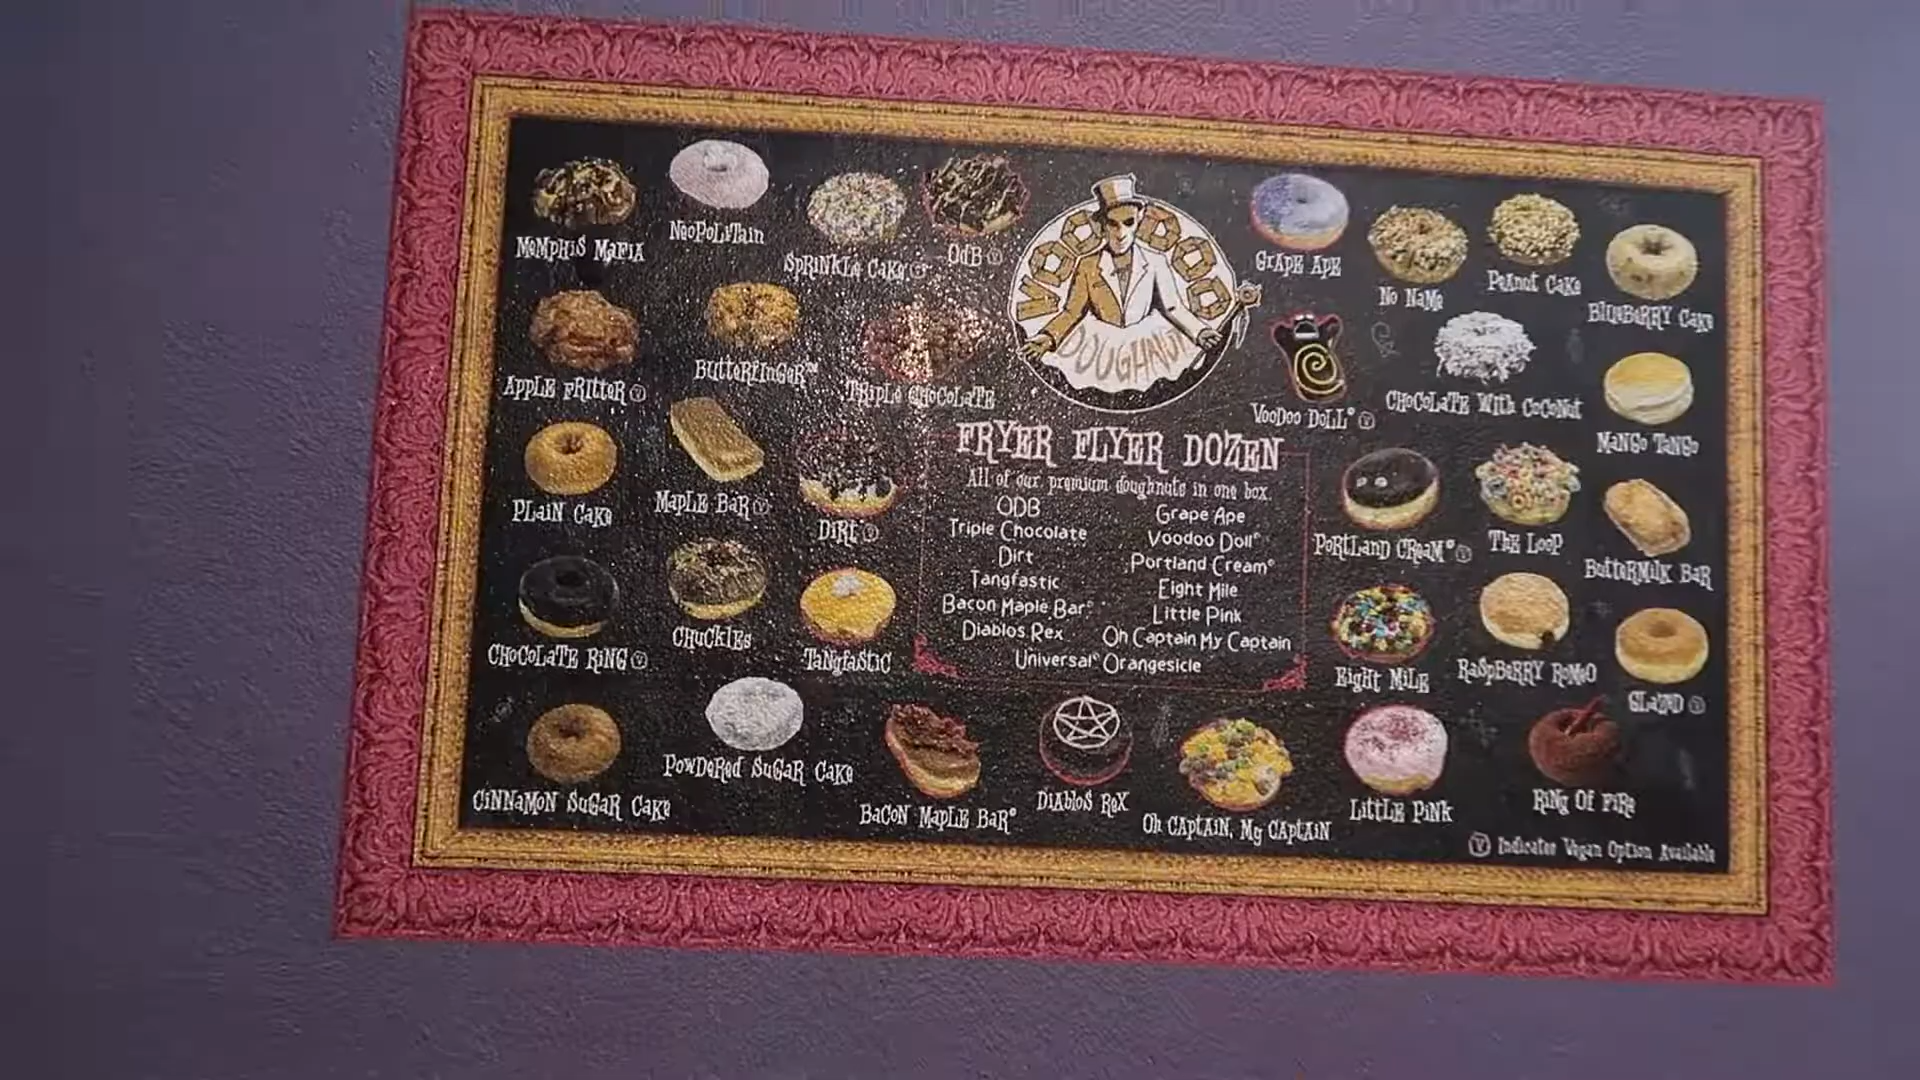 MEMPHIS MAFIA
NEOPOLITAIN
SPRINKLE CAKE V
ODB V
VOODOO
DOUGHNUT
GRAPE APE
NO NAME
PEANUT CAKE
BLUEBERRY CAKE
APPLE FRITTER V
BUTTERFINGER™
TRIPLE CHOCOLATE
VOODOO DOLL® V
CHOCOLATE WITH COCONUT
MANGO TANGO
PLAIN CAKE
MAPLE BAR V
DIRT V
FRYER FLYER DOZEN
All of our premium doughnuts in one box.
ODB
Triple Chocolate
Dirt
Tangfastic
Bacon Maple Bar®
Diablos Rex
Grape Ape
Voodoo Doll®
Portland Cream®
Eight Mile
Little Pink
Oh Captain My Captain
Universal® Orangesicle
PORTLAND CREAM® V
THE LOOP
BUTTERMILK BAR
CHOCOLATE RING V
CHUCKLES
TANGFASTIC
EIGHT MILE
RASPBERRY ROMEO
GLAZED V
CINNAMON SUGAR CAKE
POWDERED SUGAR CAKE
BACON MAPLE BAR®
DIABLOS REX
OH CAPTAIN, MY CAPTAIN
LITTLE PINK
RING OF FIRE
V Indicates Vegan Option Available